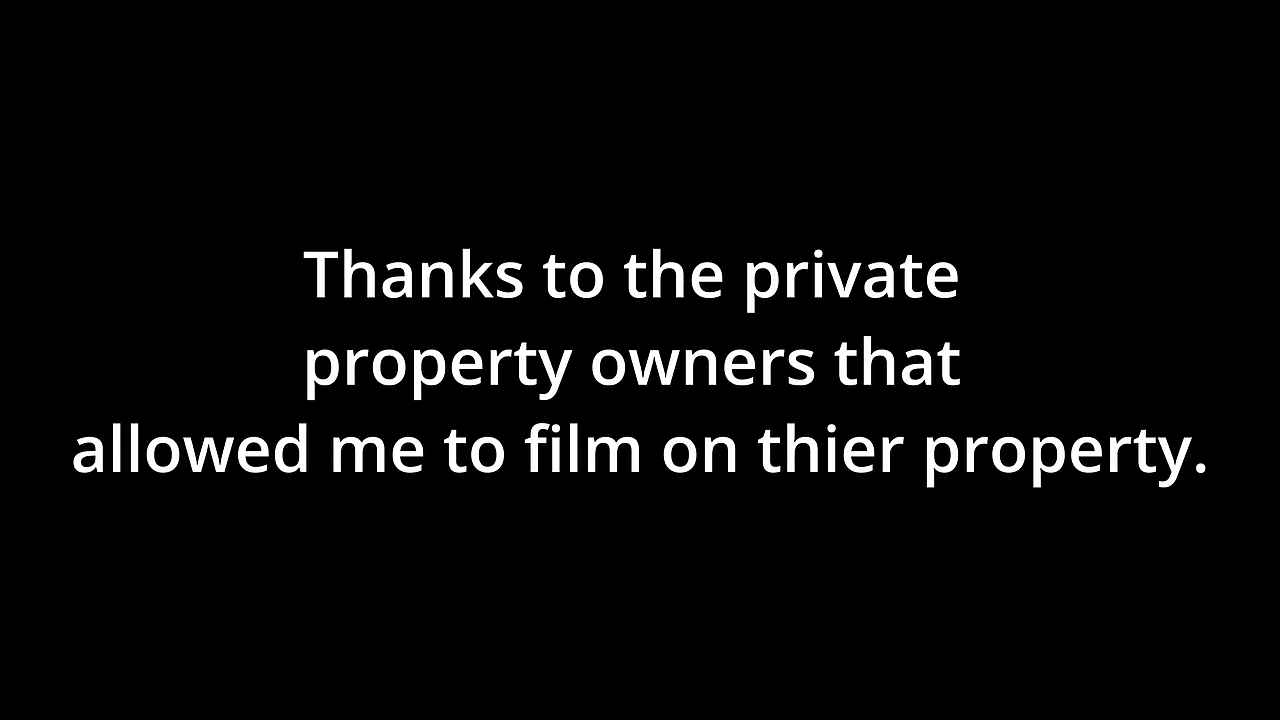 Thanks to the private
property owners that
allowed me to film on thier property.